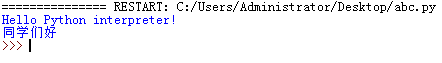 =============== RESTART: C:/Users/Administrator/Desktop/abc.py
Hello Python interpreter!
同学们好
>>>